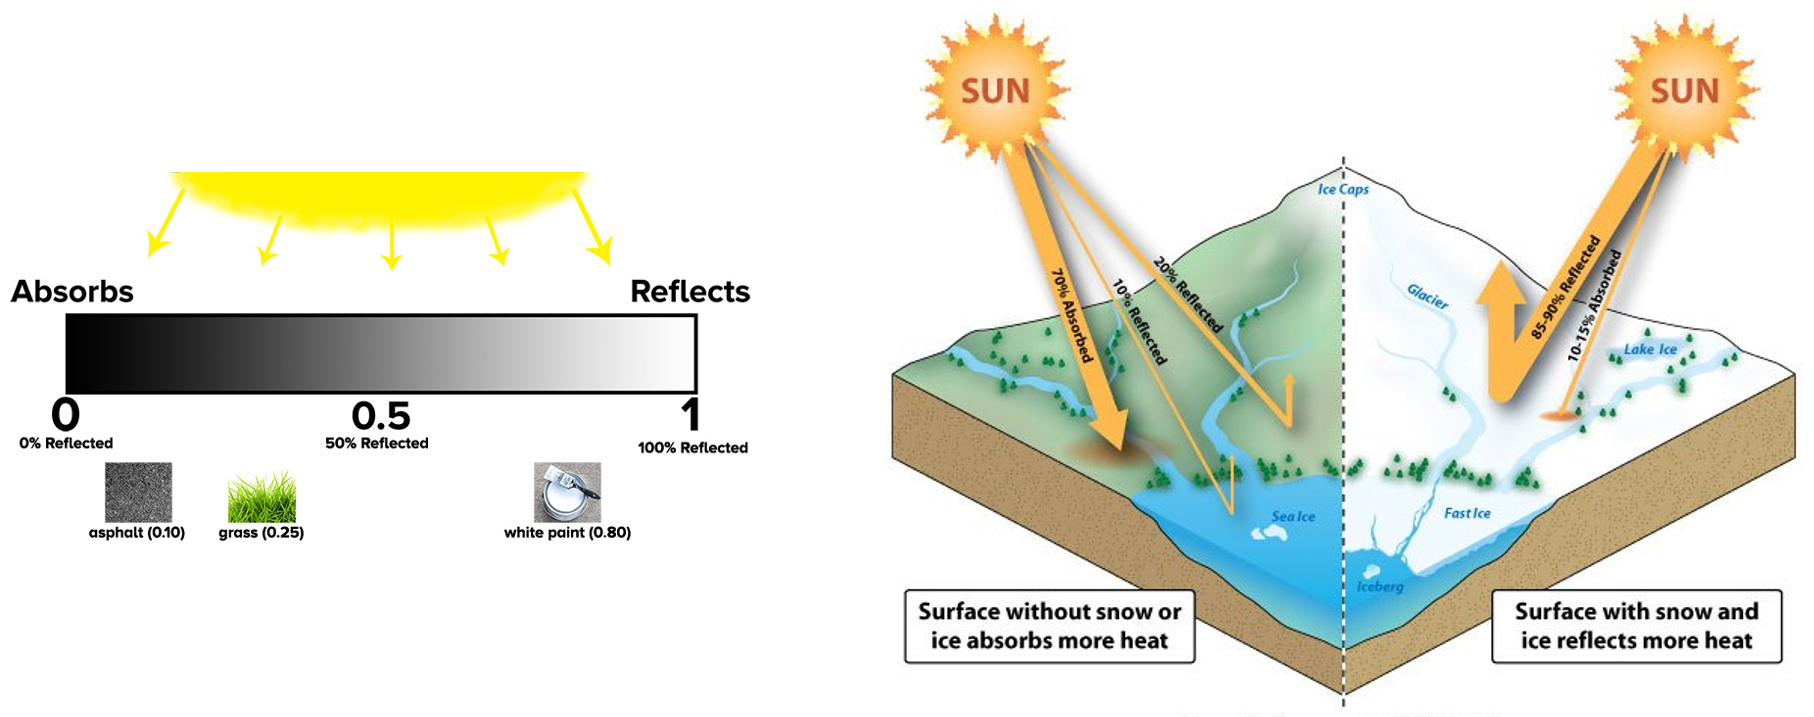 Absorbs
Reflects
0
0.5
1
0% Reflected
50% Reflected
100% Reflected
asphalt (0.10)
grass (0.25)
white paint (0.80)
SUN
SUN
Ice Caps
70% Absorbed
10% Reflected
20% Reflected
Glacier
85-90% Reflected
10-15% Absorbed
Lake Ice
Sea Ice
Fast Ice
Iceberg
Surface without snow or
ice absorbs more heat
Surface with snow and
ice reflects more heat